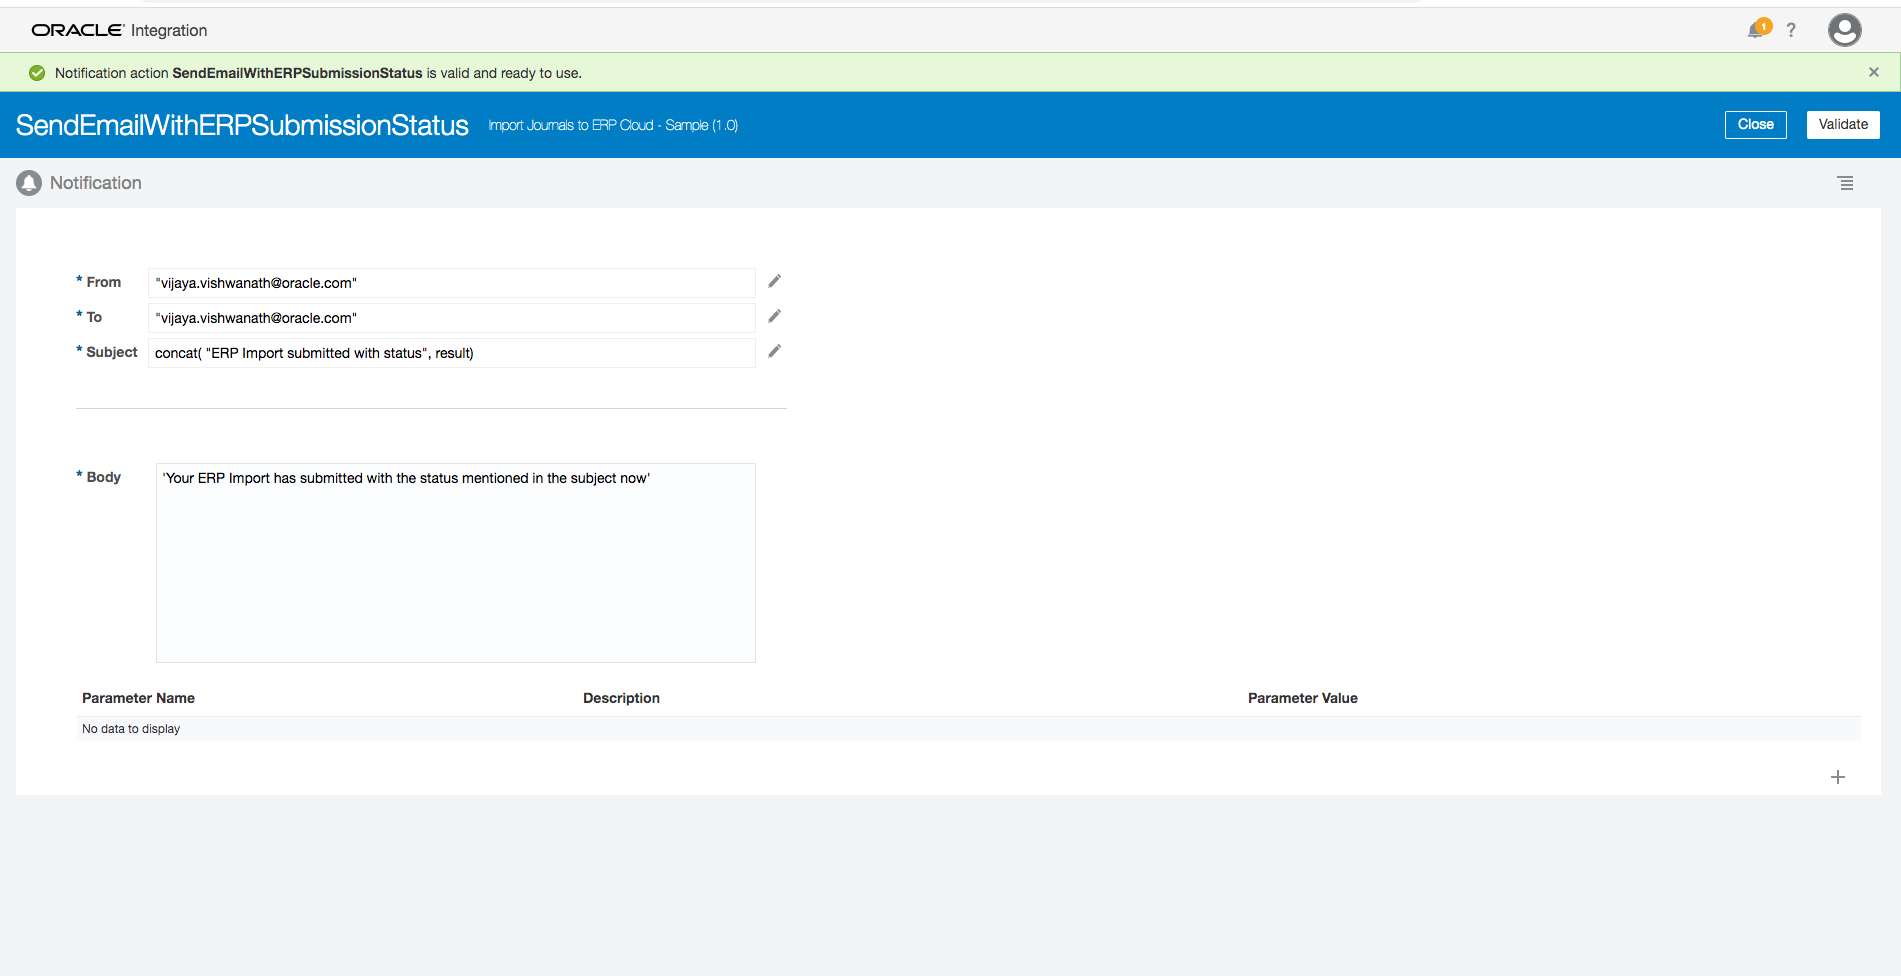 ORACLE® Integration
1
?
Notification action SendEmailWithERPSubmissionStatus is valid and ready to use.
SendEmailWithERPSubmissionStatus Import Journals to ERP Cloud - Sample (1.0)
Close
Validate
Notification
* From "vijaya.vishwanath@oracle.com"
* To "vijaya.vishwanath@oracle.com"
* Subject concat( "ERP Import submitted with status", result)
* Body 'Your ERP Import has submitted with the status mentioned in the subject now'
Parameter Name Description Parameter Value
No data to display